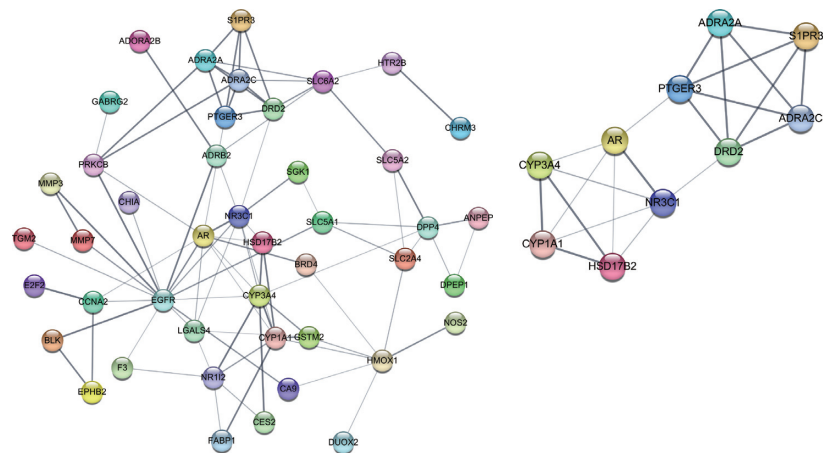 S1PR3
ADORA2B
ADRA2A
HTR2B
ADRA2C
SLC6A2
GABRG2
DRD2
PTGER3
CHRM3
ADRB2
PRKCB
SLC5A2
SGK1
MMP3
CHIA
NR3C1
SLC5A1
ANPEP
DPP4
AR
TGM2
MMP7
HSD17B2
SLC2A4
BRD4
E2F2
CCNA2
EGFR
CYP3A4
DPEP1
NOS2
LGALS4
CYP1A1
GSTM2
BLK
HMOX1
F3
NR1I2
EPHB2
CA9
CES2
FABP1
DUOX2
ADRA2A
S1PR3
PTGER3
ADRA2C
AR
DRD2
CYP3A4
NR3C1
CYP1A1
HSD17B2